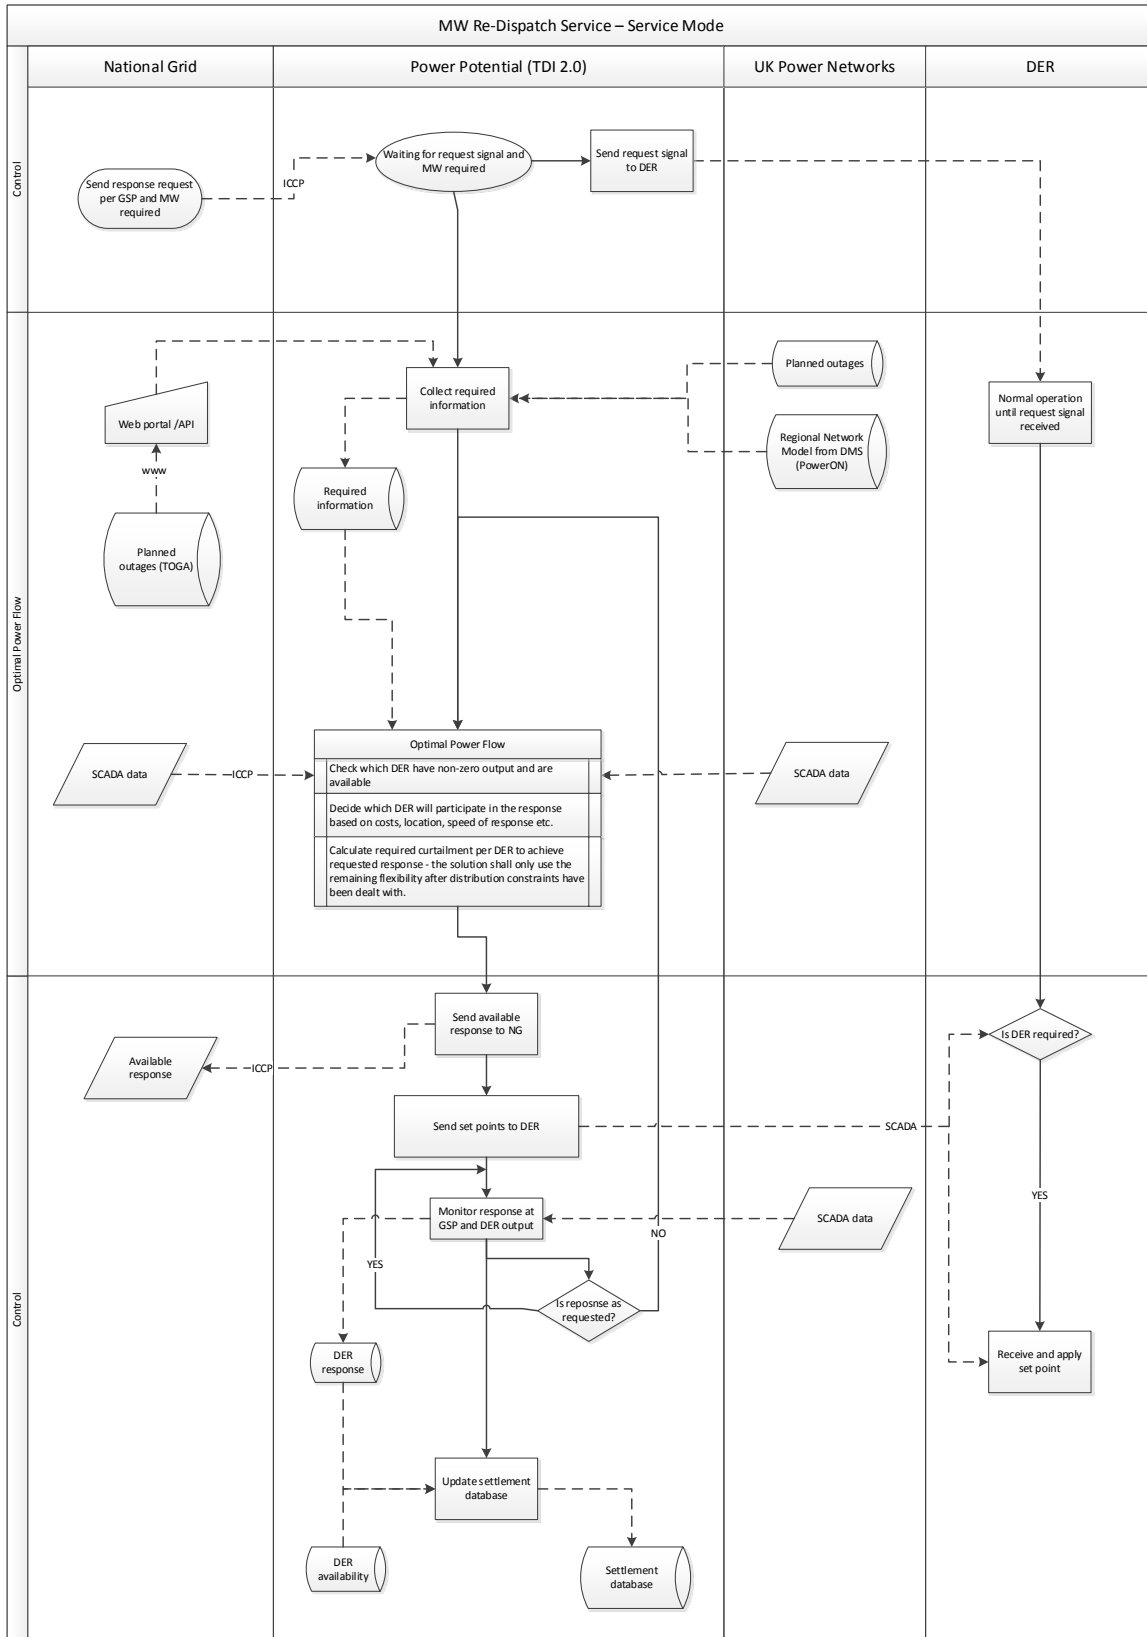 MW Re-Dispatch Service – Service Mode
National Grid
Power Potential (TDI 2.0)
UK Power Networks
DER
Control
Send response request
per GSP and MW
required
ICCP
Waiting for request signal and
MW required
Send request signal
to DER
Optimal Power Flow
Web portal /API
www
Planned
outages (TOGA)
Collect required
information
Required
information
Planned outages
Regional Network
Model from DMS
(PowerON)
Normal operation
until request signal
received
SCADA data
ICCP
Optimal Power Flow
Check which DER have non-zero output and are
available
Decide which DER will participate in the response
based on costs, location, speed of response etc.
Calculate required curtailment per DER to achieve
requested response - the solution shall only use the
remaining flexibility after distribution constraints have
been dealt with.
SCADA data
Control
Send available
response to NG
Available
response
ICCP
Is DER required?
Send set points to DER
SCADA
Monitor response at
GSP and DER output
SCADA data
YES
NO
YES
Is reposnse as
requested?
DER
response
Receive and apply
set point
Update settlement
database
DER
availability
Settlement
database